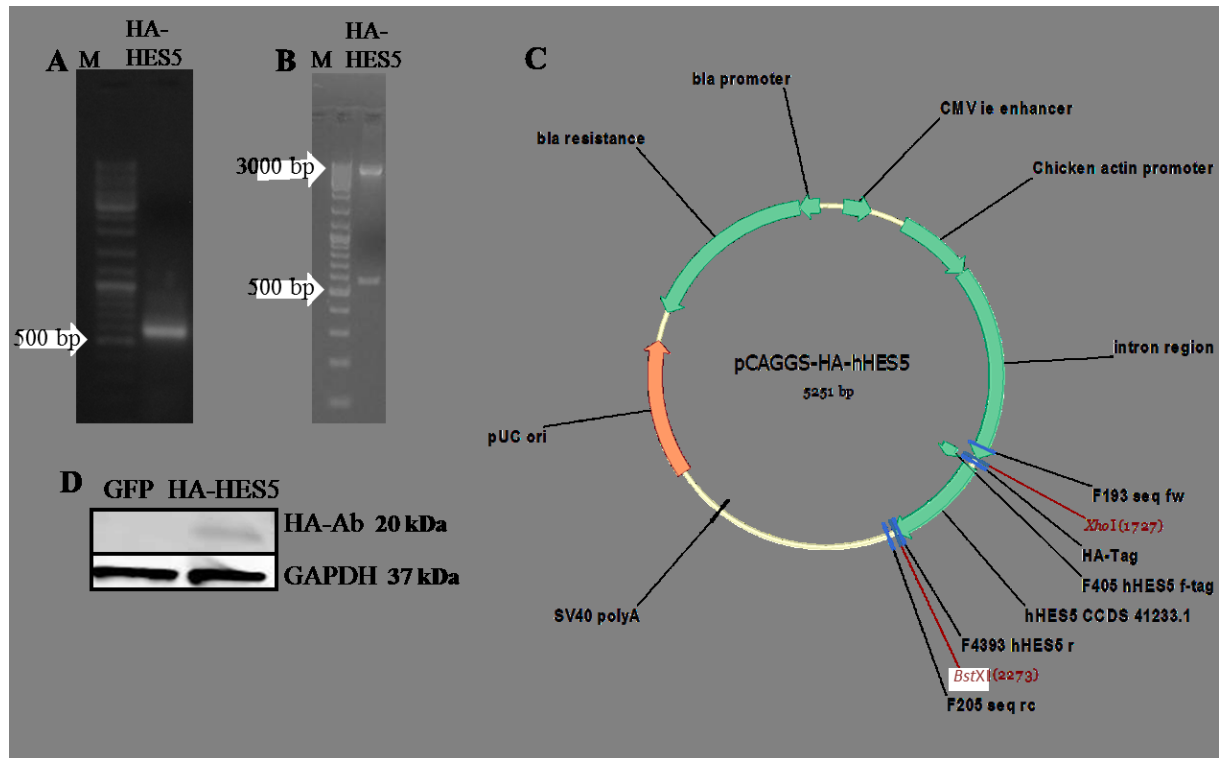 A
M
HA-
HES5
500 bp
B
M
HA-
HES5
3000 bp
500 bp
C
bla promoter
CMV ie enhancer
bla resistance
Chicken actin promoter
pCAGGS-HA-hHES5
5251 bp
intron region
pUC ori
F193 seq fw
XhoI(1727)
HA-Tag
F405 hHES5 f-tag
SV40 polyA
hHES5 CCDS 41233.1
F4393 hHES5 r
BstXI(2273)
F205 seq rc
D
GFP HA-HES5
HA-Ab 20 kDa
GAPDH 37 kDa